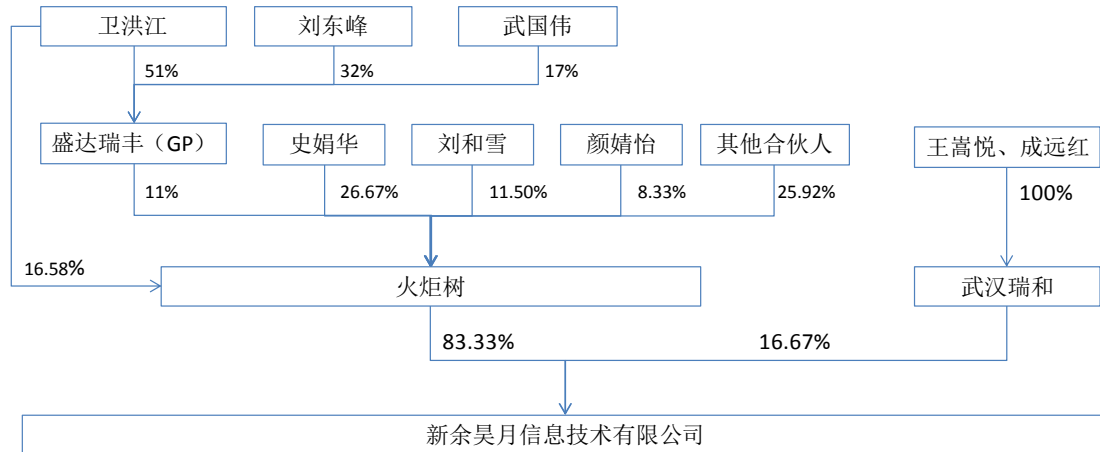 卫洪江
刘东峰
武国伟
51%
32%
17%
盛达瑞丰（GP）
史娟华
刘和雪
颜婧怡
其他合伙人
王嵩悦、成远红
11%
26.67%
11.50%
8.33%
25.92%
100%
16.58%
火炬树
武汉瑞和
83.33%
16.67%
新余昊月信息技术有限公司